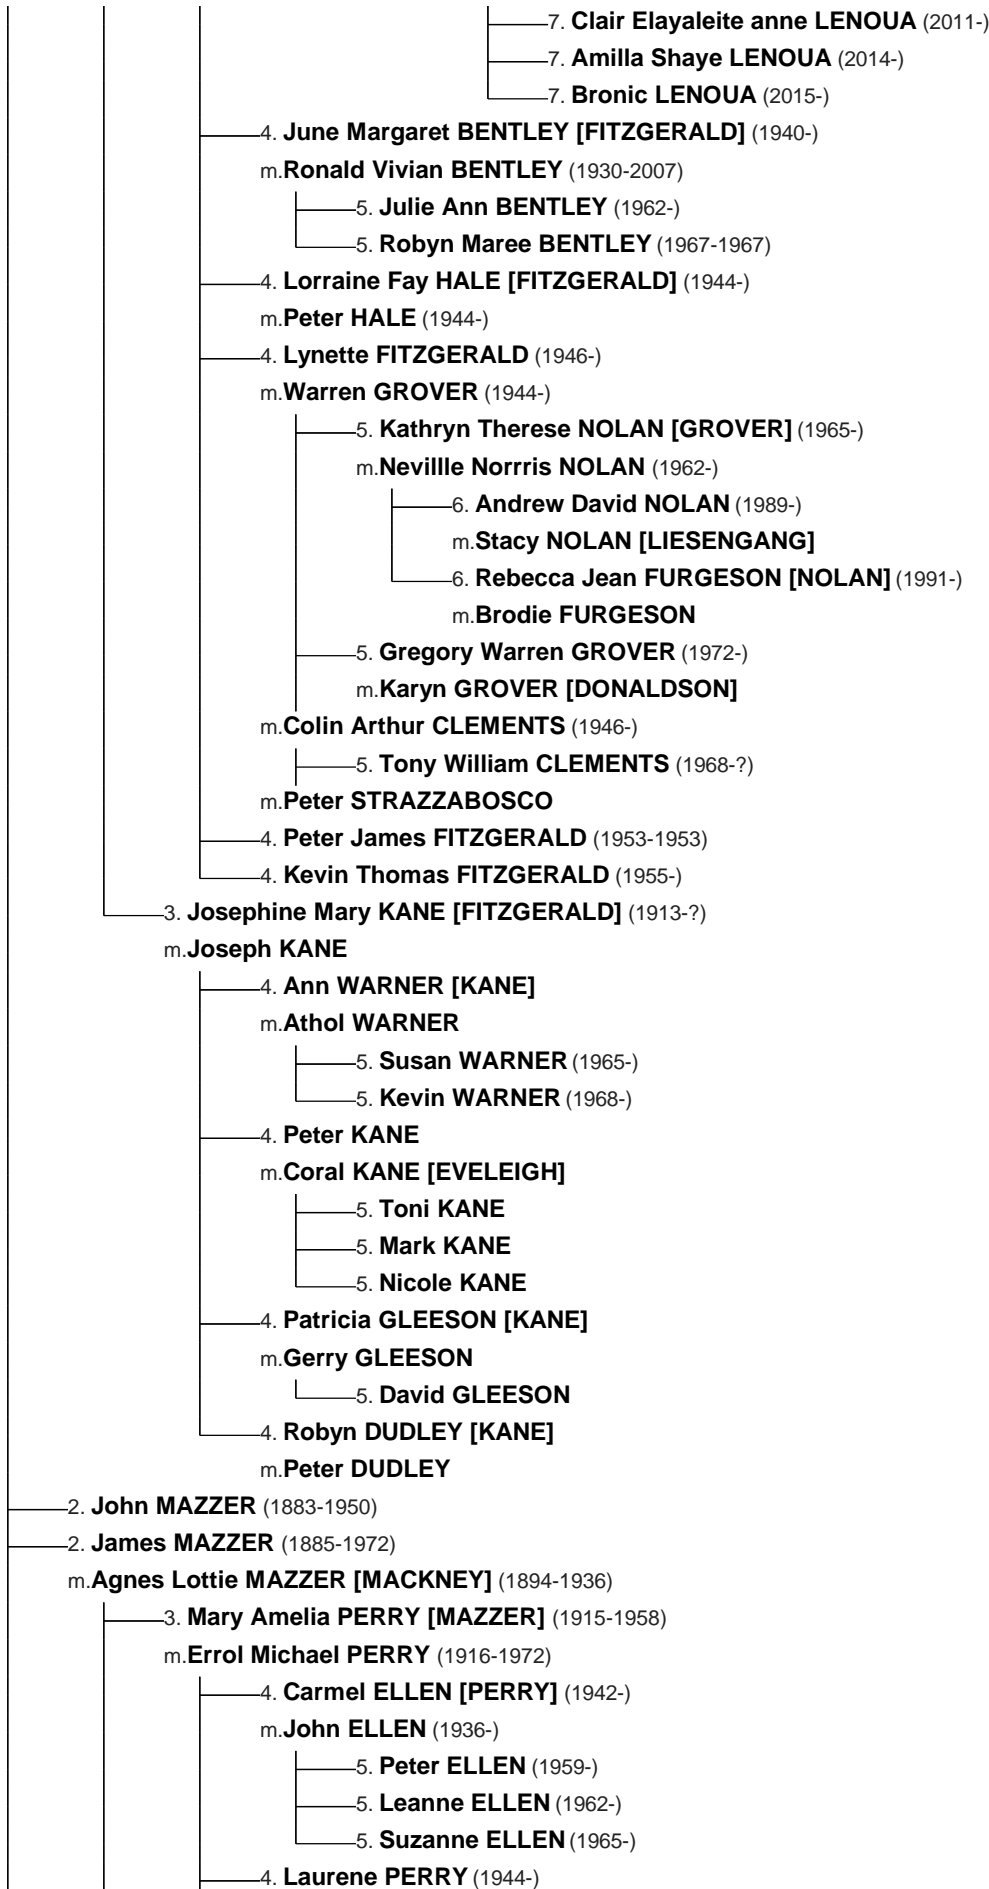 7. Clair Elayaleite anne LENOUA (2011-)
7. Amilla Shaye LENOUA (2014-)
7. Bronic LENOUA (2015-)
4. June Margaret BENTLEY [FITZGERALD] (1940-)
m.Ronald Vivian BENTLEY (1930-2007)
5. Julie Ann BENTLEY (1962-)
5. Robyn Maree BENTLEY (1967-1967)
4. Lorraine Fay HALE [FITZGERALD] (1944-)
m.Peter HALE (1944-)
4. Lynette FITZGERALD (1946-)
m.Warren GROVER (1944-)
5. Kathryn Therese NOLAN [GROVER] (1965-)
m.Nevillle Norrris NOLAN (1962-)
6. Andrew David NOLAN (1989-)
m.Stacy NOLAN [LIESENGANG]
6. Rebecca Jean FURGESON [NOLAN] (1991-)
m.Brodie FURGESON
5. Gregory Warren GROVER (1972-)
m.Karyn GROVER [DONALDSON]
m.Colin Arthur CLEMENTS (1946-)
5. Tony William CLEMENTS (1968-?)
m.Peter STRAZZABOSCO
4. Peter James FITZGERALD (1953-1953)
4. Kevin Thomas FITZGERALD (1955-)
3. Josephine Mary KANE [FITZGERALD] (1913-?)
m.Joseph KANE
4. Ann WARNER [KANE]
m.Athol WARNER
5. Susan WARNER (1965-)
5. Kevin WARNER (1968-)
4. Peter KANE
m.Coral KANE [EVELEIGH]
5. Toni KANE
5. Mark KANE
5. Nicole KANE
4. Patricia GLEESON [KANE]
m.Gerry GLEESON
5. David GLEESON
4. Robyn DUDLEY [KANE]
m.Peter DUDLEY
2. John MAZZER (1883-1950)
2. James MAZZER (1885-1972)
m.Agnes Lottie MAZZER [MACKNEY] (1894-1936)
3. Mary Amelia PERRY [MAZZER] (1915-1958)
m.Errol Michael PERRY (1916-1972)
4. Carmel ELLEN [PERRY] (1942-)
m.John ELLEN (1936-)
5. Peter ELLEN (1959-)
5. Leanne ELLEN (1962-)
5. Suzanne ELLEN (1965-)
4. Laurene PERRY (1944-)